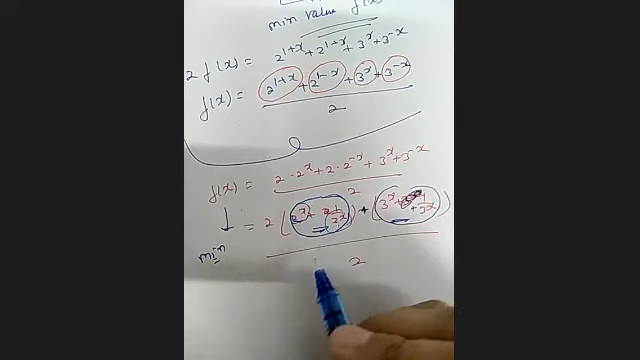 min value f(x)
2 f(x) = 2^{1+x} + 2^{1+x} + 3^x + 3^{-x}
f(x) = 2^{1+x} + 2^{1-x} + 3^x + 3^{-x}
2
f(x) = 2·2^x + 2·2^{-x} + 3^x + 3^{-x}
2
= 2 (2^x + 1/2^x) + (3^x + 1/3^x)
min
2